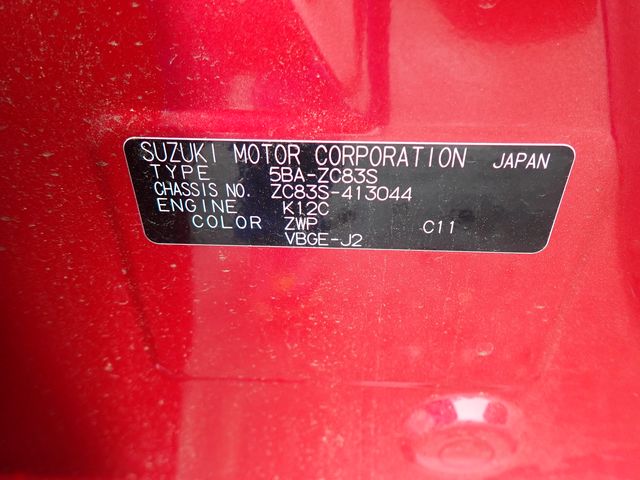 SUZUKI MOTOR CORPORATION JAPAN
TYPE 5BA-ZC83S
CHASSIS NO. ZC83S-413044
ENGINE K12C
COLOR ZWP C11
VBGE-J2